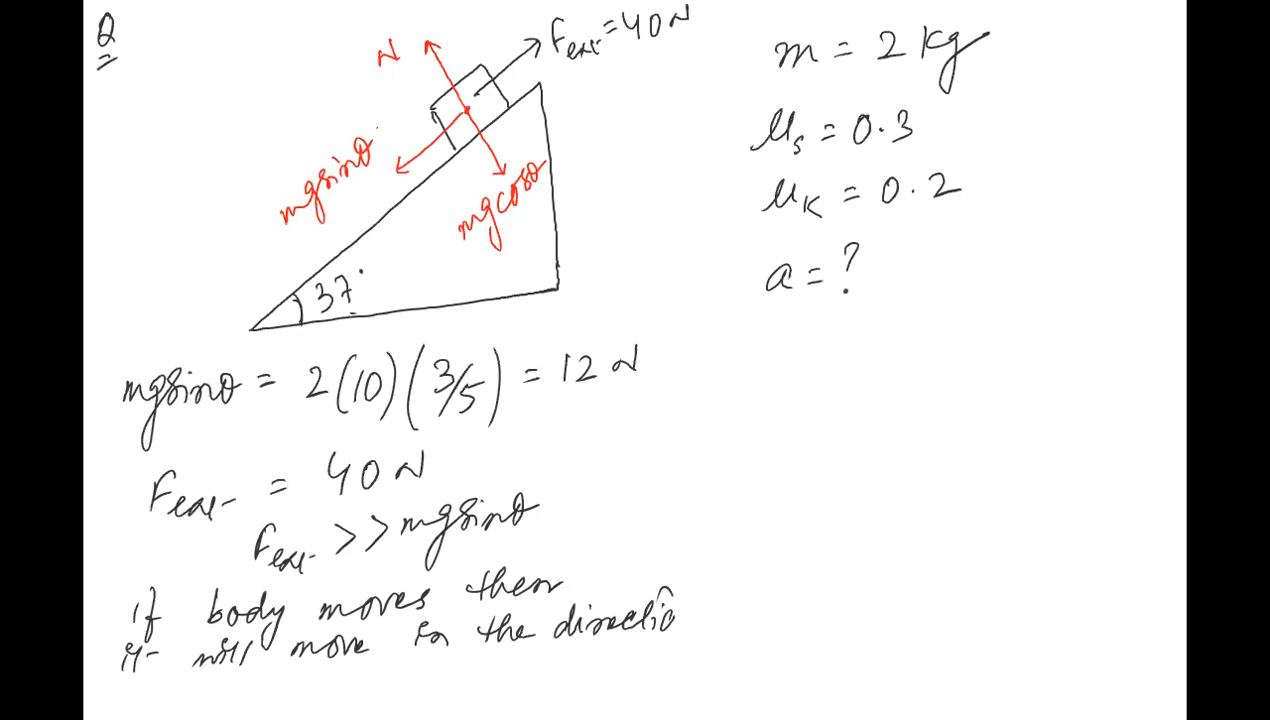 Q
N
Fext = 40 N
mg sinθ
mg cosθ
37°
m = 2 kg
μs = 0.3
μK = 0.2
a = ?
mg sinθ = 2(10)(3/5) = 12 N
Fext = 40 N
Fext >> mg sinθ
if body moves then
it will move in the directio